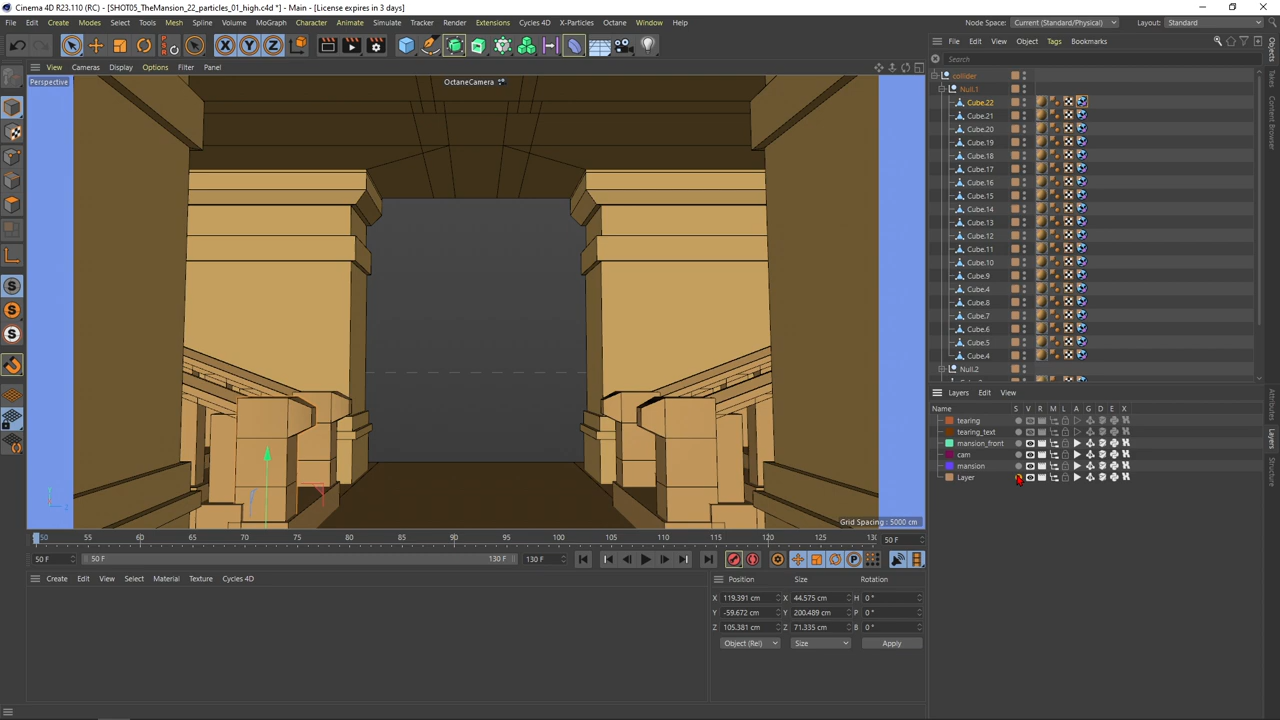 Cinema 4D R23.110 (RC) - [SHOT05_TheMansion_22_particles_01_high.c4d *] - Main - [License expires in 3 days]
File Edit Create Modes Select Tools Mesh Spline Volume MoGraph Character Animate Simulate Tracker Render Extensions Cycles 4D X-Particles Octane Window Help
Node Space: Current (Standard/Physical) Layout: Standard
View Cameras Display Options Filter Panel
File Edit View Object Tags Bookmarks
Search
Perspective
OctaneCamera
collider
Null.1
Cube.22
Cube.21
Cube.20
Cube.19
Cube.18
Cube.17
Cube.16
Cube.15
Cube.14
Cube.13
Cube.12
Cube.11
Cube.10
Cube.9
Cube.4
Cube.8
Cube.7
Cube.6
Cube.5
Cube.4
Null.2
Objects
Takes
Content Browser
Attributes
Layers
Structure
Layers Edit View
Name S V R M L A G D E X
tearing
tearing_text
mansion_front
cam
mansion
Layer
Grid Spacing : 5000 cm
50 55 60 65 70 75 80 85 90 95 100 105 110 115 120 125 130 50 F
50 F 50 F 130 F 130 F
Create Edit View Select Material Texture Cycles 4D
Position Size Rotation
X 119.391 cm X 44.575 cm H 0 °
Y -59.672 cm Y 200.489 cm P 0 °
Z 105.381 cm Z 71.335 cm B 0 °
Object (Rel) Size Apply